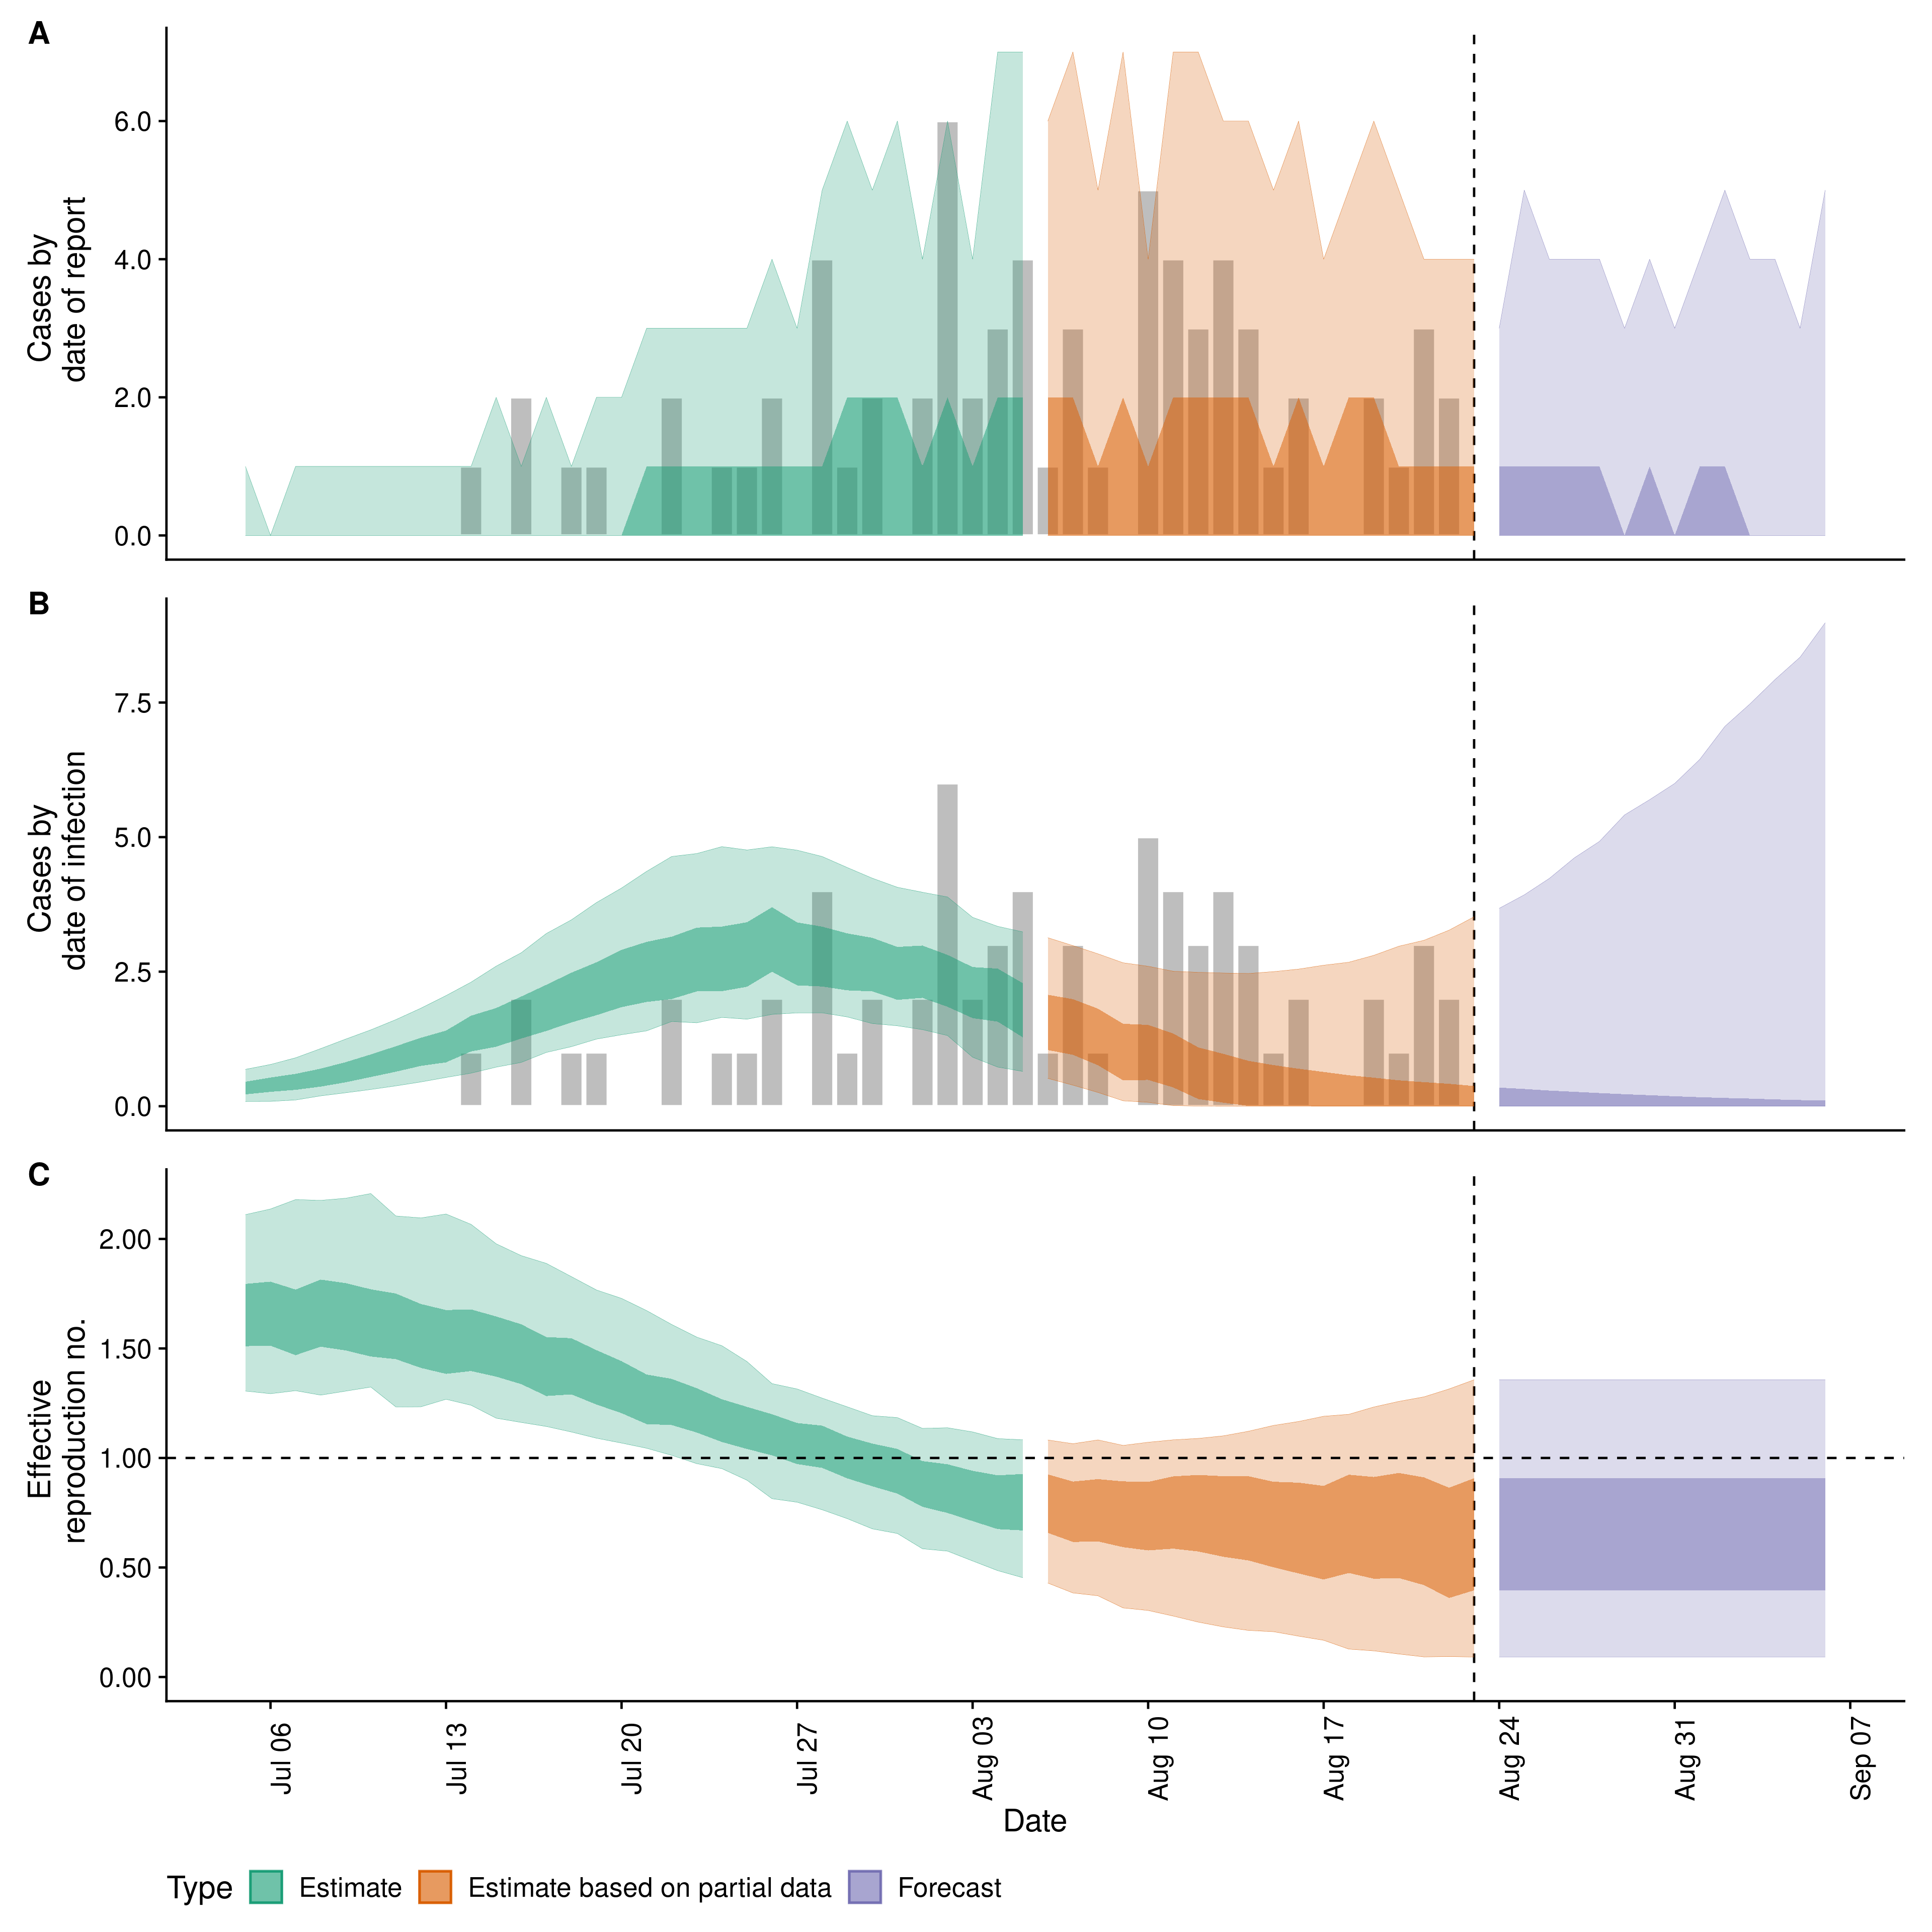 A
Cases by
date of report
6.0
4.0
2.0
0.0
B
Cases by
date of infection
7.5
5.0
2.5
0.0
C
Effective
reproduction no.
2.00
1.50
1.00
0.50
0.00
Jul 06
Jul 13
Jul 20
Jul 27
Aug 03
Aug 10
Aug 17
Aug 24
Aug 31
Sep 07
Date
Type Estimate Estimate based on partial data Forecast